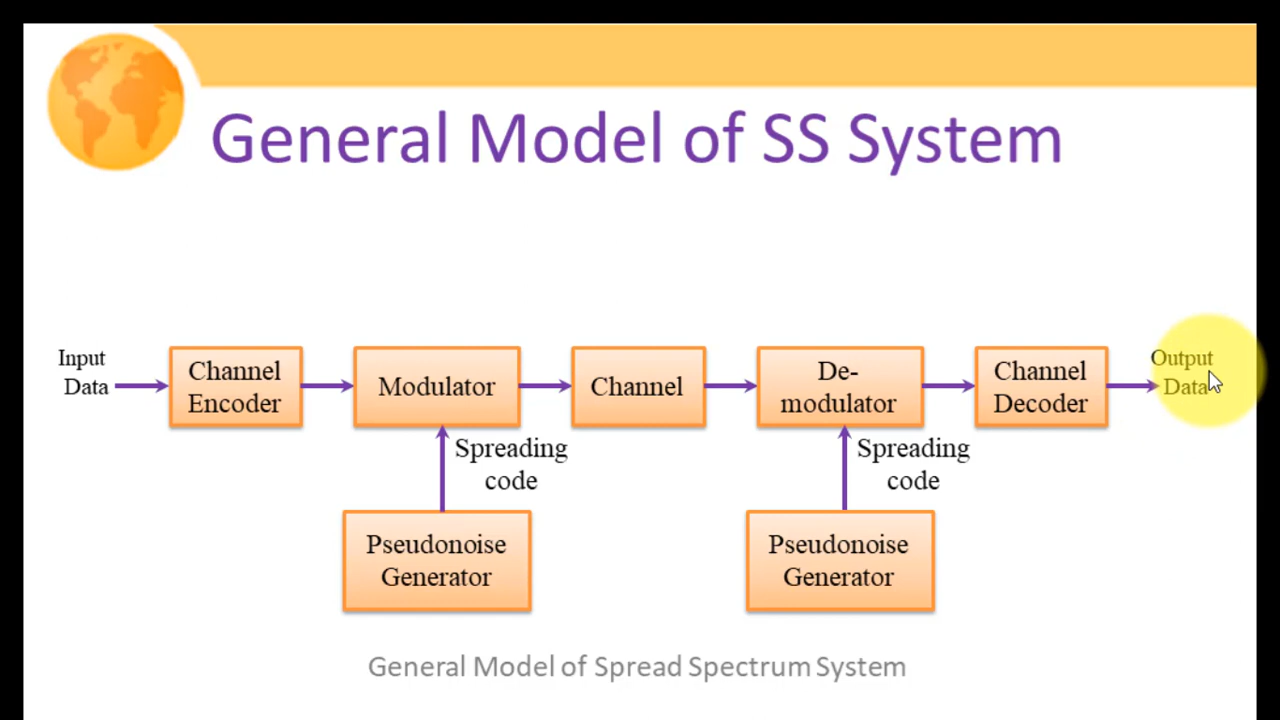 General Model of SS System
Input
Data
Channel
Encoder
Modulator
Channel
De-
modulator
Channel
Decoder
Output
Data
Spreading
code
Spreading
code
Pseudonoise
Generator
Pseudonoise
Generator
General Model of Spread Spectrum System